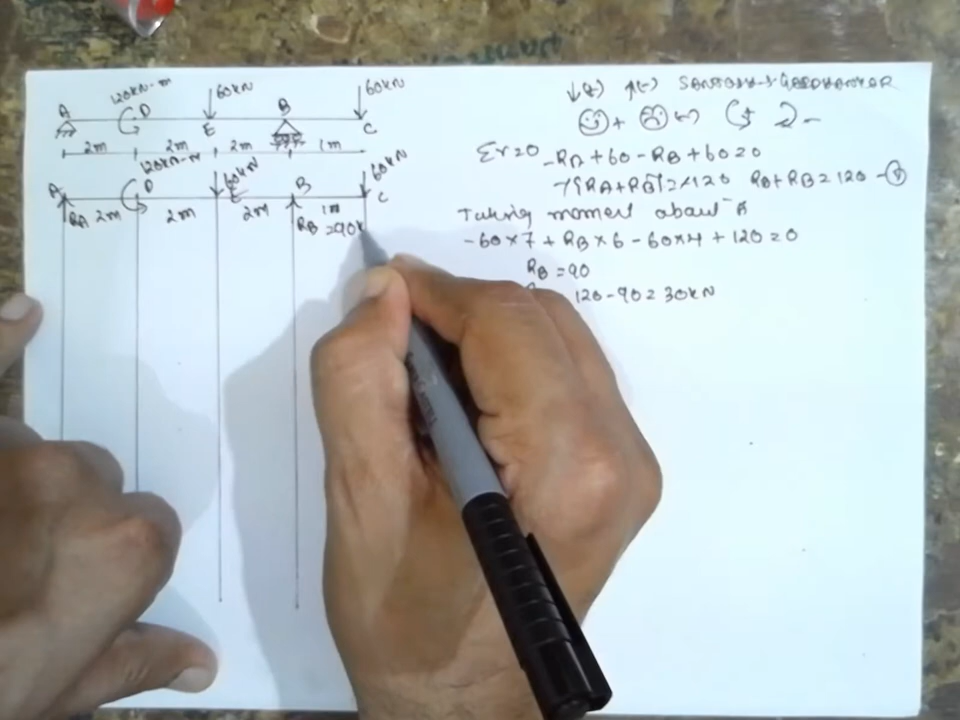 120kN-m 60kN 60kN
A D E B C
2m 2m 2m 1m
120kN-m 60kN 60kN
A D E B C
RA 2m 2m 2m 1m
RB =90k
↓(+) ↑(-)
+ (-) + -
Σv=0 -RA+60-RB+60=0
RA+RB=120
Taking moment about A
-60×7 + RB×6 - 60×4 + 120=0
RB =90
120-90=30kN